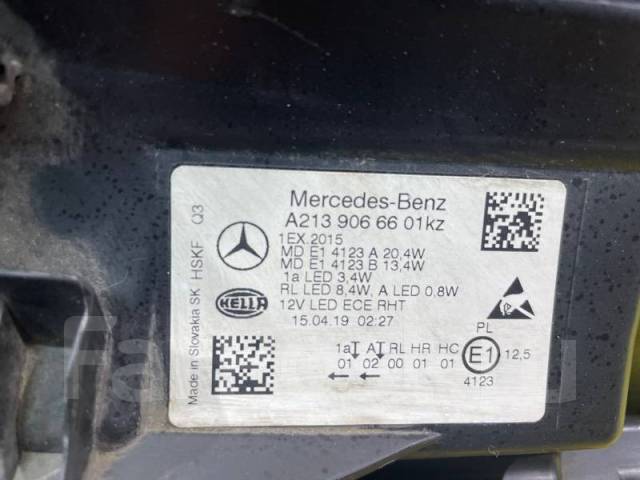 Mercedes-Benz
A213 906 66 01kz
1EX.2015
MD E1 4123 A 20,4W
MD E1 4123 B 13,4W
1a LED 3,4W
RL LED 8,4W, A LED 0,8W
12V LED ECE RHT
15.04.19 02:27
HELLA
Made in Slovakia SK HSKF Q3
PL
1a A RL HR HC
01 02 00 01 01
E1
12,5
4123